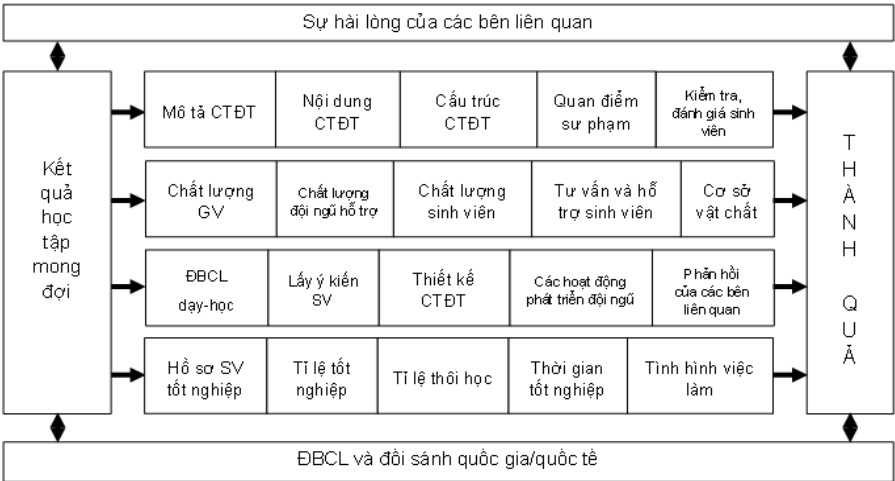 Sự hài lòng của các bên liên quan
Kết
quả
học
tập
mong
đợi
Mô tả CTĐT
Nội dung
CTĐT
Cấu trúc
CTĐT
Quan điểm
sư phạm
Kiểm tra,
đánh giá sinh
viên
Chất lượng
GV
Chất lượng
đội ngũ hỗ trợ
Chất lượng
sinh viên
Tư vấn và hỗ
trợ sinh viên
Cơ sở
vật chất
ĐBCL
dạy-học
Lấy ý kiến
SV
Thiết kế
CTĐT
Các hoạt động
phát triển đội ngũ
Phản hồi
của các bên
liên quan
Hồ sơ SV
tốt nghiệp
Tỉ lệ tốt
nghiệp
Tỉ lệ thôi học
Thời gian
tốt nghiệp
Tình hình việc
làm
T
H
À
N
H
Q
U
Ả
ĐBCL và đối sánh quốc gia/quốc tế